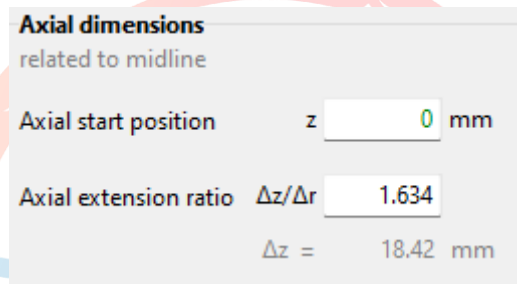 Axial dimensions
related to midline
Axial start position z 0 mm
Axial extension ratio Δz/Δr 1.634
Δz = 18.42 mm